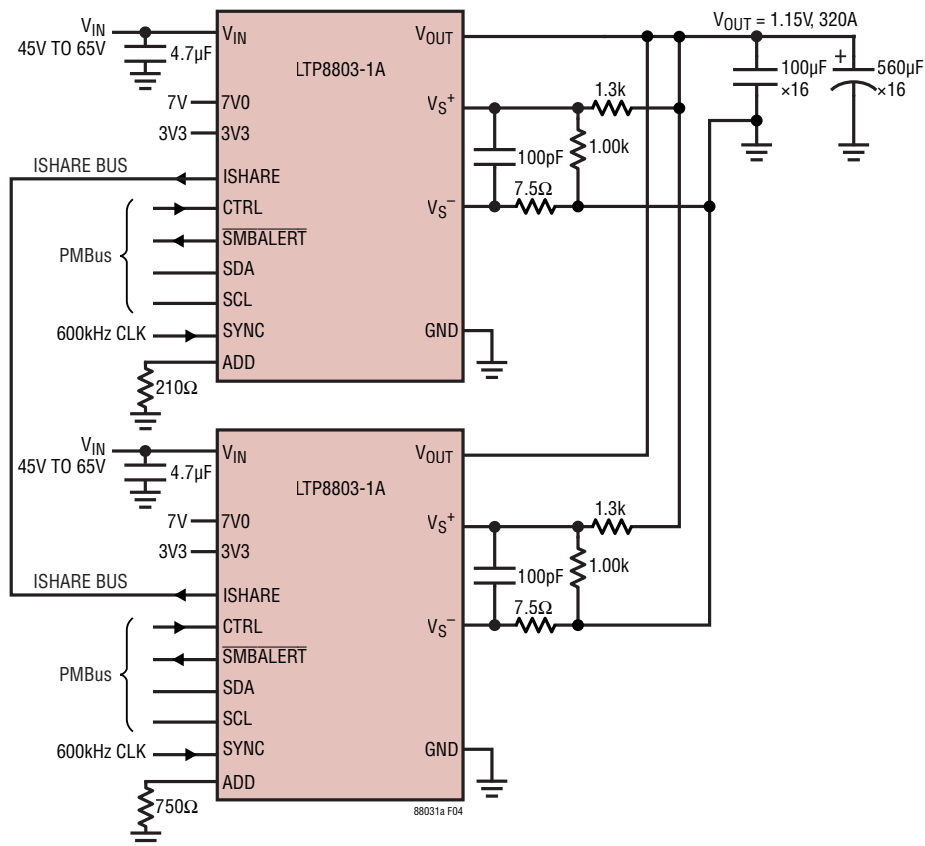 VIN
45V TO 65V
4.7µF
VIN
VOUT
LTP8803-1A
VOUT = 1.15V, 320A
100µF
×16
+
560µF
×16
7V
7V0
VS+
1.3k
3V3
3V3
100pF
1.00k
ISHARE BUS
ISHARE
7.5Ω
CTRL
VS–
PMBus
SMBALERT
SDA
SCL
600kHz CLK
SYNC
GND
ADD
210Ω
VIN
45V TO 65V
4.7µF
VIN
VOUT
LTP8803-1A
7V
7V0
VS+
1.3k
3V3
3V3
100pF
1.00k
ISHARE BUS
ISHARE
7.5Ω
CTRL
VS–
PMBus
SMBALERT
SDA
SCL
600kHz CLK
SYNC
GND
ADD
750Ω
88031a F04